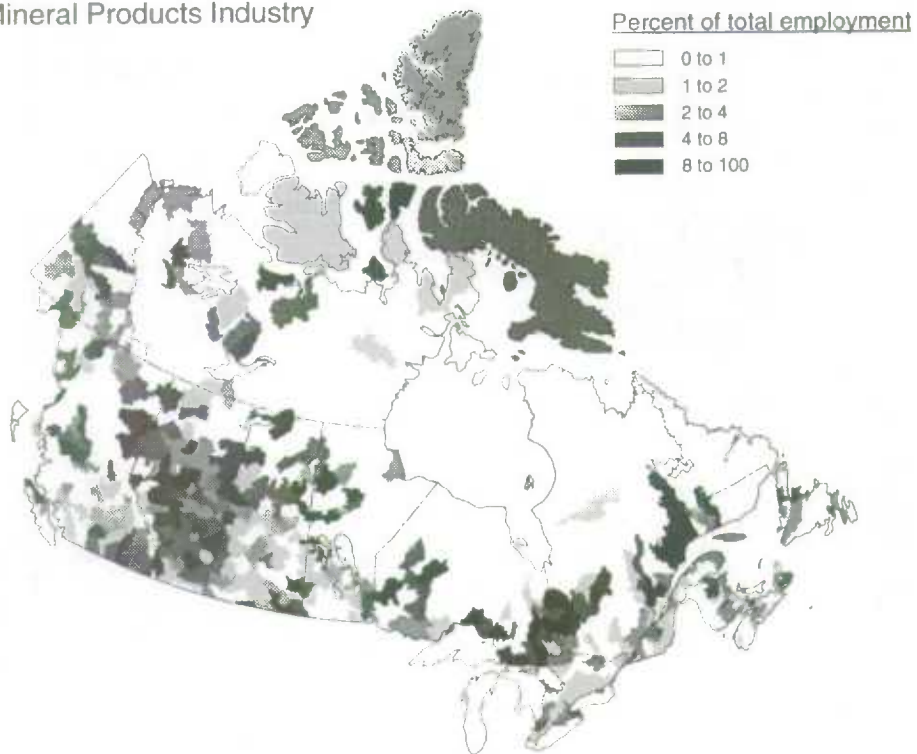 Mineral Products Industry
Percent of total employment
0 to 1
1 to 2
2 to 4
4 to 8
8 to 100